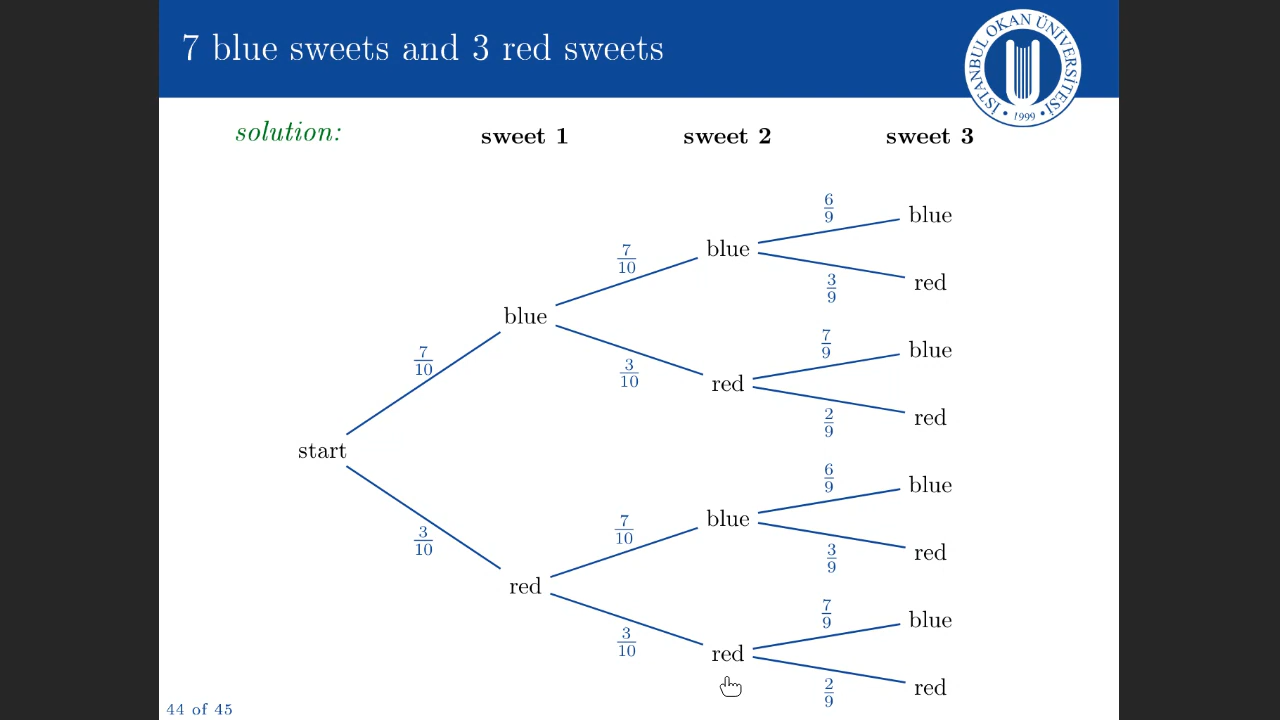 7 blue sweets and 3 red sweets
İSTANBUL OKAN ÜNİVERSİTESİ
• 1999 •
solution:
sweet 1 sweet 2 sweet 3
6/9 blue
7/10 blue
3/9 red
blue
7/10
7/9 blue
3/10 red
2/9 red
start
6/9 blue
7/10 blue
3/9 red
3/10
red
7/9 blue
3/10 red
2/9 red
44 of 45